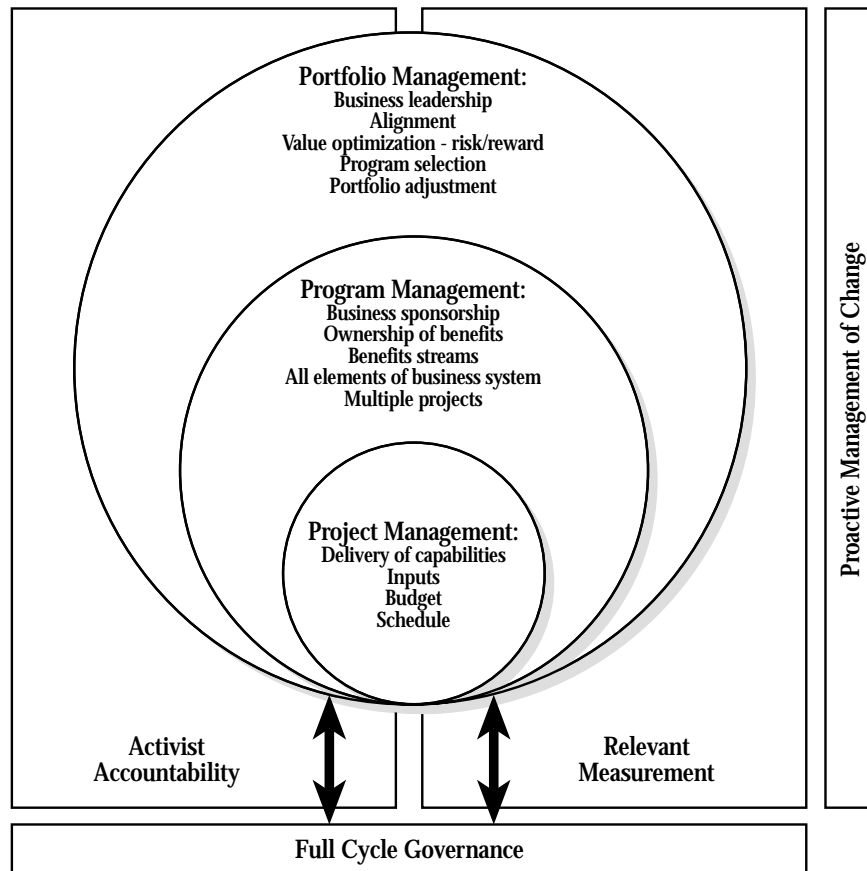 Portfolio Management:
Business leadership
Alignment
Value optimization - risk/reward
Program selection
Portfolio adjustment
Program Management:
Business sponsorship
Ownership of benefits
Benefits streams
All elements of business system
Multiple projects
Project Management:
Delivery of capabilities
Inputs
Budget
Schedule
Activist
Accountability
Relevant
Measurement
Full Cycle Governance
Proactive Management of Change